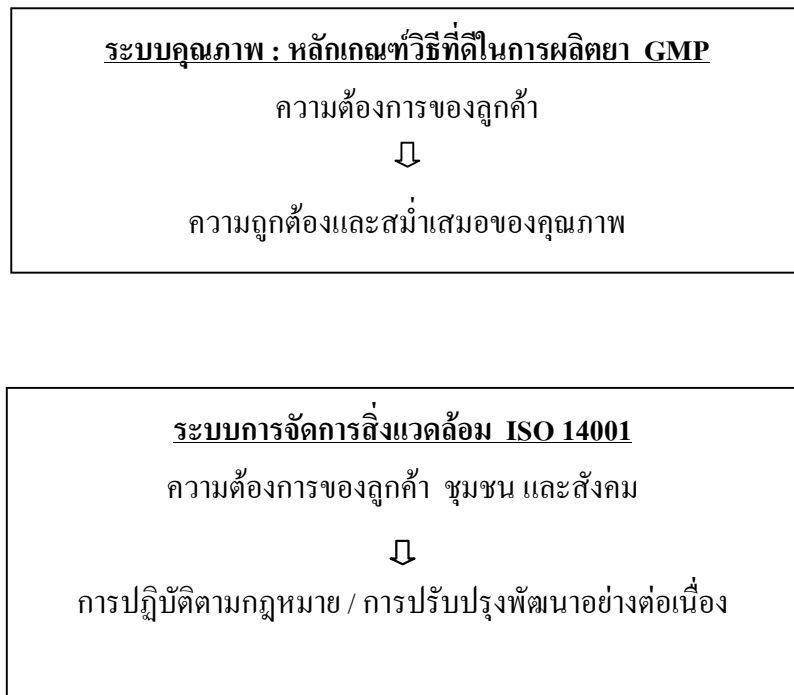 ระบบคุณภาพ : หลักเกณฑ์วิธีที่ดีในการผลิตยา GMP
ความต้องการของลูกค้า
ความถูกต้องและสม่ำเสมอของคุณภาพ
ระบบการจัดการสิ่งแวดล้อม ISO 14001
ความต้องการของลูกค้า ชุมชน และสังคม
การปฏิบัติตามกฎหมาย / การปรับปรุงพัฒนาอย่างต่อเนื่อง